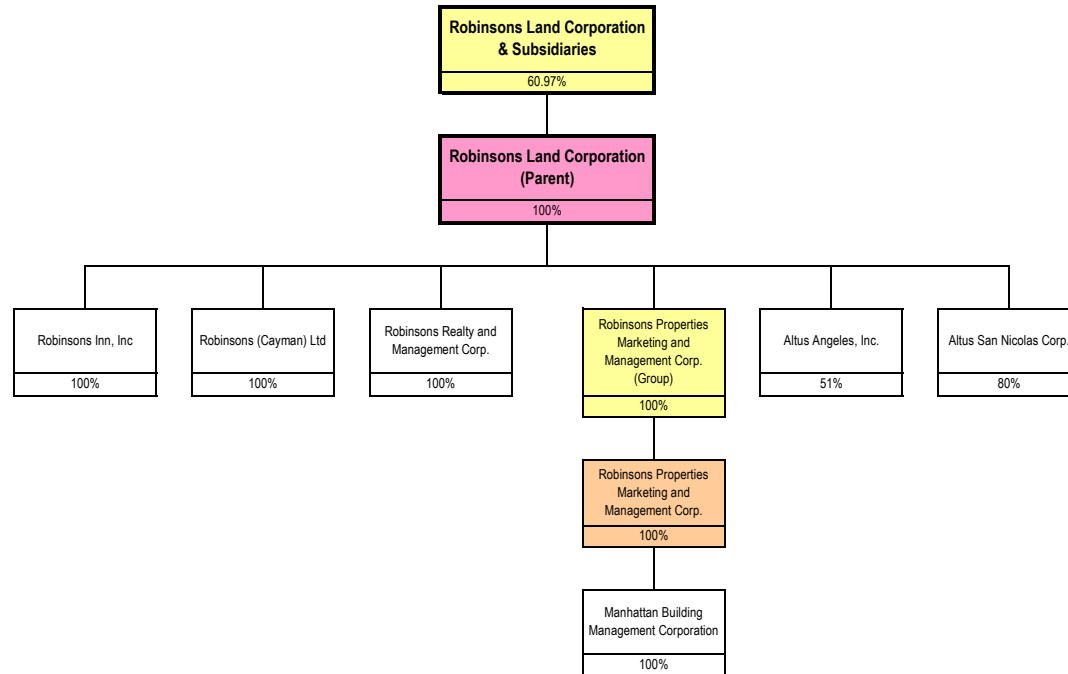 Robinsons Land Corporation
& Subsidiaries
60.97%
Robinsons Land Corporation
(Parent)
100%
Robinsons Inn, Inc
100%
Robinsons (Cayman) Ltd
100%
Robinsons Realty and
Management Corp.
100%
Robinsons Properties
Marketing and
Management Corp.
(Group)
100%
Altus Angeles, Inc.
51%
Altus San Nicolas Corp.
80%
Robinsons Properties
Marketing and
Management Corp.
100%
Manhattan Building
Management Corporation
100%